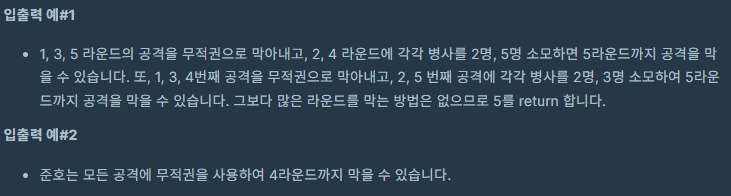 입출력 예#1
• 1, 3, 5 라운드의 공격을 무적권으로 막아내고, 2, 4 라운드에 각각 병사를 2명, 5명 소모하면 5라운드까지 공격을 막
을 수 있습니다. 또, 1, 3, 4번째 공격을 무적권으로 막아내고, 2, 5 번째 공격에 각각 병사를 2명, 3명 소모하여 5라운
드까지 공격을 막을 수 있습니다. 그보다 많은 라운드를 막는 방법은 없으므로 5를 return 합니다.
입출력 예#2
• 준호는 모든 공격에 무적권을 사용하여 4라운드까지 막을 수 있습니다.